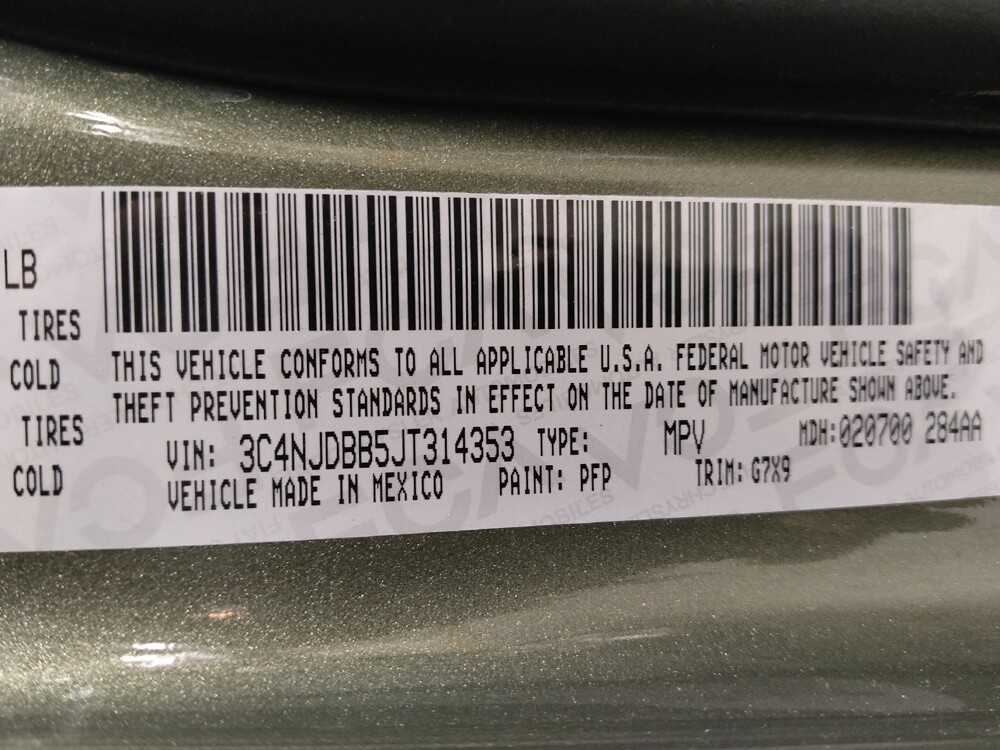 LB
TIRES
COLD
TIRES
COLD
THIS VEHICLE CONFORMS TO ALL APPLICABLE U.S.A. FEDERAL MOTOR VEHICLE SAFETY AND
THEFT PREVENTION STANDARDS IN EFFECT ON THE DATE OF MANUFACTURE SHOWN ABOVE.
VIN: 3C4NJDBB5JT314353 TYPE: MPV MDH:020700 284AA
VEHICLE MADE IN MEXICO PAINT: PFP TRIM: G7X9